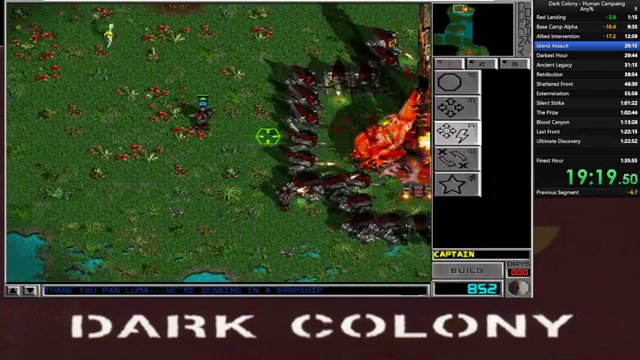 Dark Colony - Human Campaing
Any% 9
Red Landing -2.8 1:15
Base Camp Alpha -10.4 9:35
Allied Intervention -17.2 12:59
Island Assault 20:15
Darkest Hour 29:44
Ancient Legacy 31:15
Retribution 38:54
Shattered Front 46:30
Extermination 55:58
Silent Strike 1:01:22
The Prize 1:02:44
Blood Canyon 1:13:28
Last Front 1:22:15
Ultimate Discovery 1:22:52
Finest Hour 1:35:55
19:19.50
Previous Segment -6.7
CAPTAIN
BUILD
DAYS
000
852
THANK YOU PAN LUMA...WE'RE SENDING IN A DROPSHIP
DARK COLONY